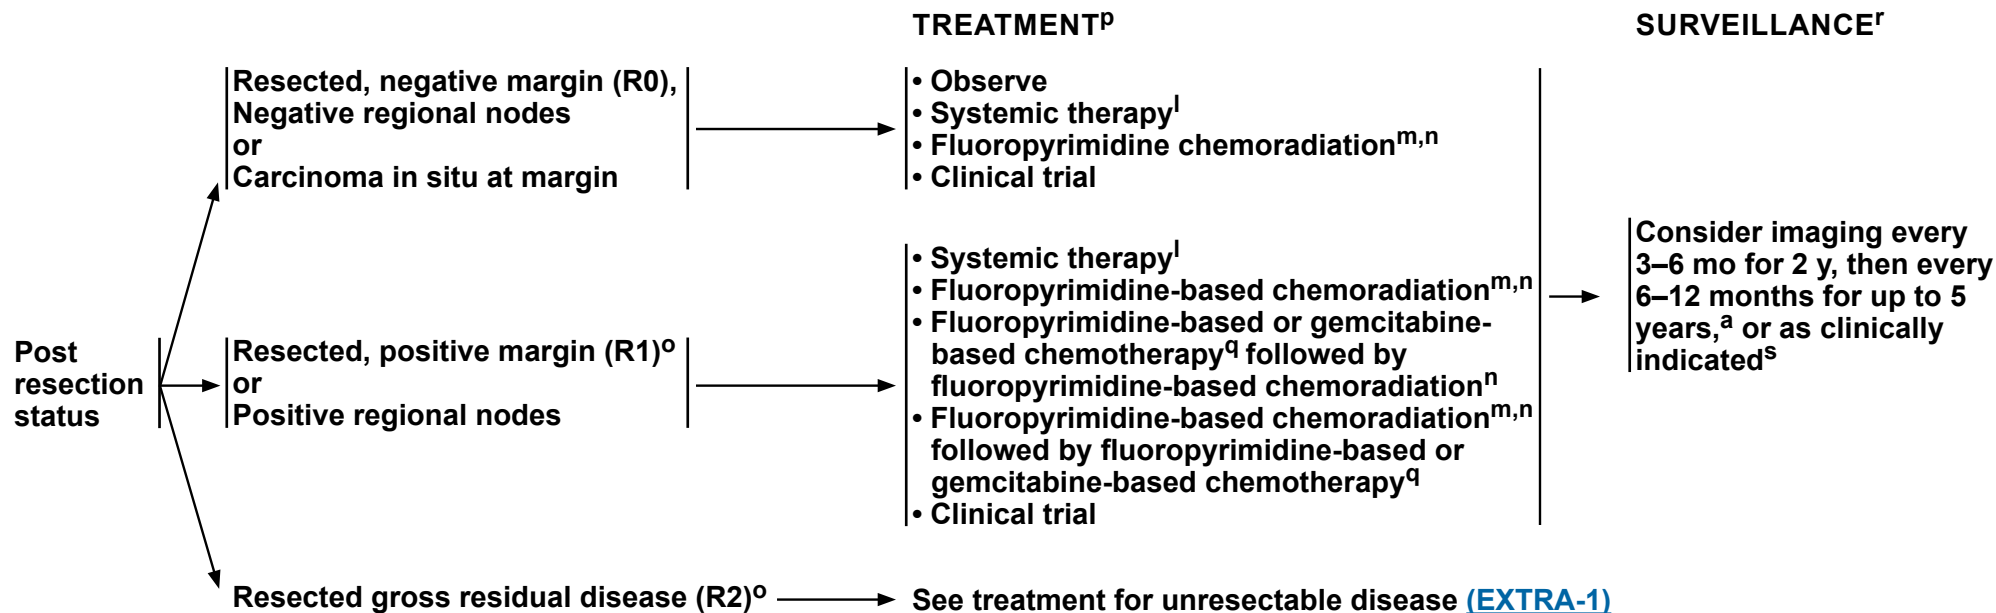 TREATMENTᵖ
SURVEILLANCEʳ
Post
resection
status
Resected, negative margin (R0),
Negative regional nodes
or
Carcinoma in situ at margin
• Observe
• Systemic therapyˡ
• Fluoropyrimidine chemoradiationᵐ,ⁿ
• Clinical trial
Resected, positive margin (R1)ᵒ
or
Positive regional nodes
• Systemic therapyˡ
• Fluoropyrimidine-based chemoradiationᵐ,ⁿ
• Fluoropyrimidine-based or gemcitabine-
based chemotherapy𐞥 followed by
fluoropyrimidine-based chemoradiationⁿ
• Fluoropyrimidine-based chemoradiationᵐ,ⁿ
followed by fluoropyrimidine-based or
gemcitabine-based chemotherapy𐞥
• Clinical trial
Resected gross residual disease (R2)ᵒ
See treatment for unresectable disease (EXTRA-1)
Consider imaging every
3–6 mo for 2 y, then every
6–12 months for up to 5
years,ᵃ or as clinically
indicatedˢ